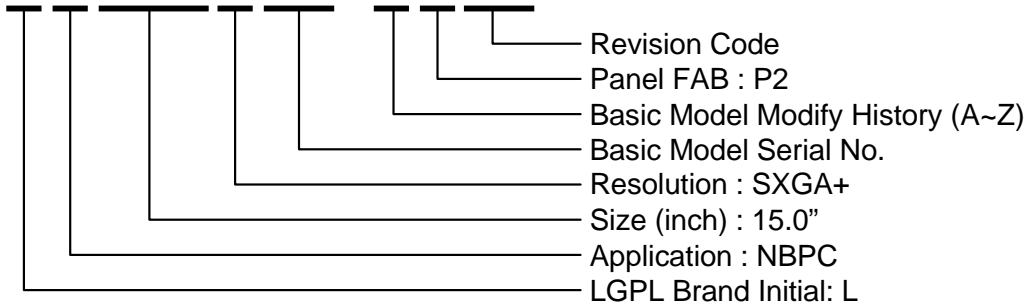 Revision Code
Panel FAB : P2
Basic Model Modify History (A~Z)
Basic Model Serial No.
Resolution : SXGA+
Size (inch) : 15.0”
Application : NBPC
LGPL Brand Initial: L